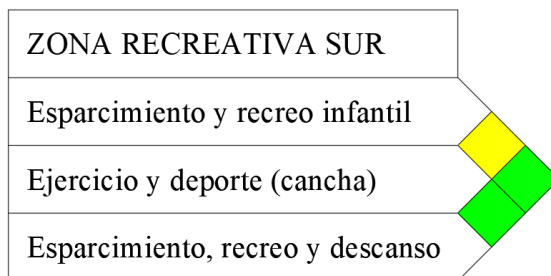 ZONA RECREATIVA SUR
Esparcimiento y recreo infantil
Ejercicio y deporte (cancha)
Esparcimiento, recreo y descanso